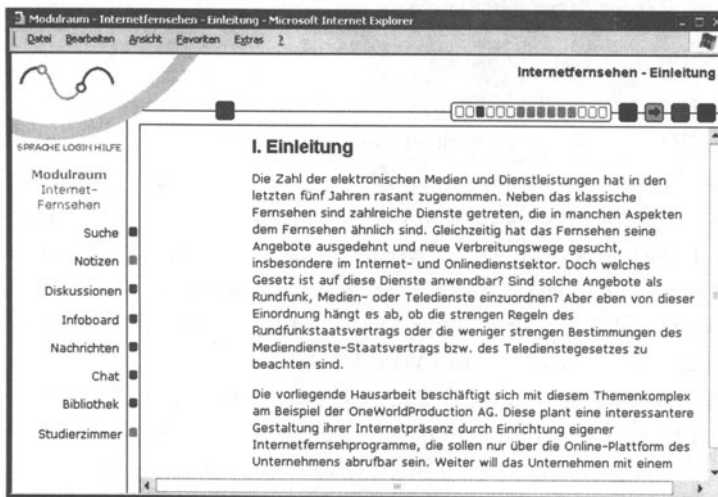 Modulraum - Internetfernsehen - Einleitung - Microsoft Internet Explorer
Datei Bearbeiten Ansicht Favoriten Extras ?
Internetfernsehen - Einleitung
SPRACHE LOGIN HILFE
Modulraum
Internet-
Fernsehen
Suche
Notizen
Diskussionen
Infoboard
Nachrichten
Chat
Bibliothek
Studierzimmer
I. Einleitung
Die Zahl der elektronischen Medien und Dienstleistungen hat in den
letzten fünf Jahren rasant zugenommen. Neben das klassische
Fernsehen sind zahlreiche Dienste getreten, die in manchen Aspekten
dem Fernsehen ähnlich sind. Gleichzeitig hat das Fernsehen seine
Angebote ausgedehnt und neue Verbreitungswege gesucht,
insbesondere im Internet- und Onlinedienstsektor. Doch welches
Gesetz ist auf diese Dienste anwendbar? Sind solche Angebote als
Rundfunk, Medien- oder Teledienste einzuordnen? Aber eben von dieser
Einordnung hängt es ab, ob die strengen Regeln des
Rundfunkstaatsvertrags oder die weniger strengen Bestimmungen des
Mediendienste-Staatsvertrags bzw. des Teledienstegesetzes zu
beachten sind.
Die vorliegende Hausarbeit beschäftigt sich mit diesem Themenkomplex
am Beispiel der OneWorldProduction AG. Diese plant eine interessantere
Gestaltung ihrer Internetpräsenz durch Einrichtung eigener
Internetfernsehprogramme, die sollen nur über die Online-Plattform des
Unternehmens abrufbar sein. Weiter will das Unternehmen mit einem